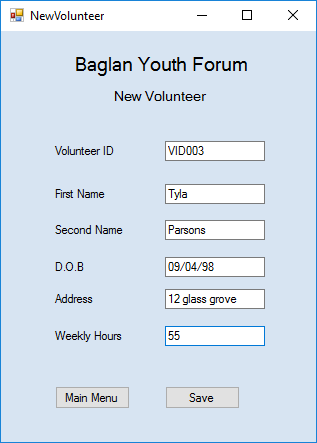 NewVolunteer
Baglan Youth Forum
New Volunteer
Volunteer ID VID003
First Name Tyla
Second Name Parsons
D.O.B 09/04/98
Address 12 glass grove
Weekly Hours 55
Main Menu Save